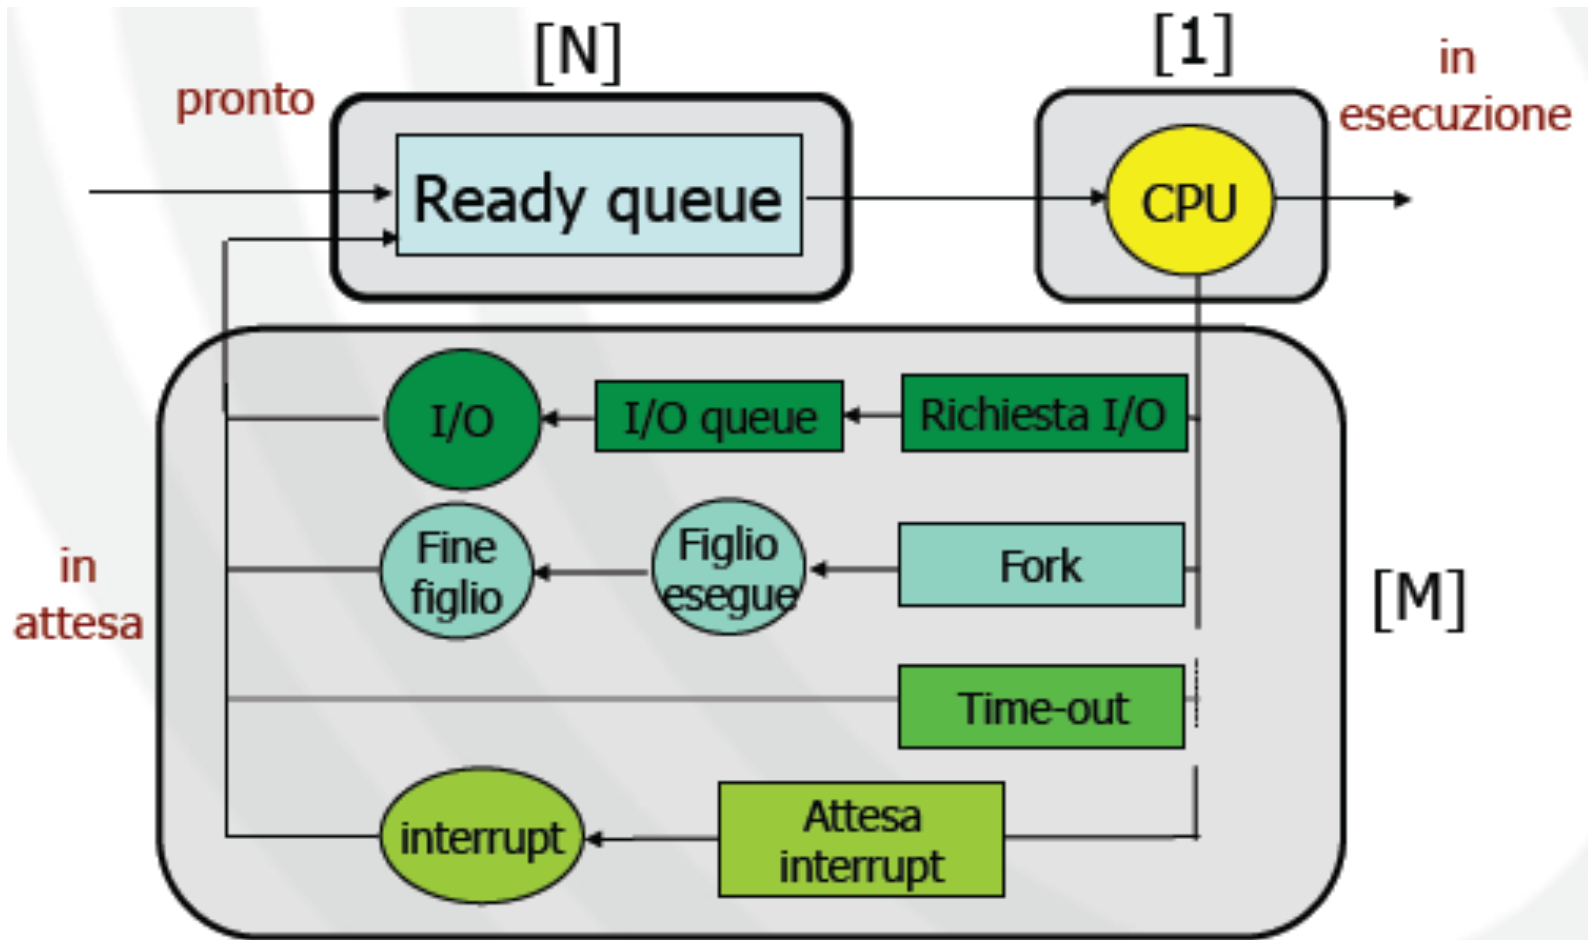 [N]
[1]
pronto
in
esecuzione
Ready queue
CPU
I/O
I/O queue
Richiesta I/O
in
attesa
Fine
figlio
Figlio
esegue
Fork
[M]
Time-out
interrupt
Attesa
interrupt